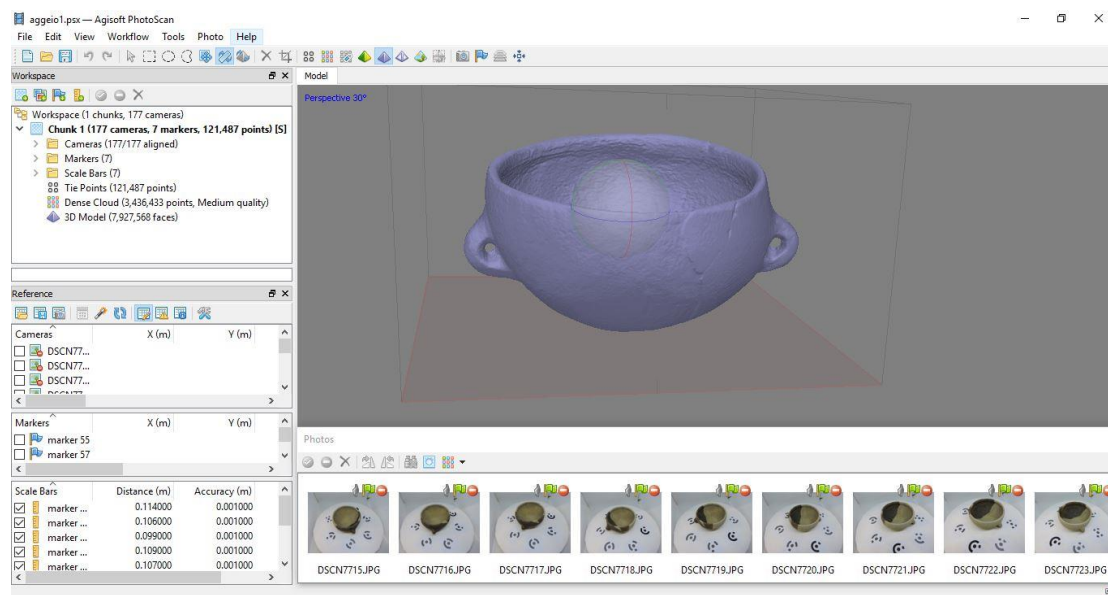 aggeio1.psx — Agisoft PhotoScan
File Edit View Workflow Tools Photo Help
Workspace
Model
Perspective 30°
Workspace (1 chunks, 177 cameras)
Chunk 1 (177 cameras, 7 markers, 121,487 points) [S]
Cameras (177/177 aligned)
Markers (7)
Scale Bars (7)
Tie Points (121,487 points)
Dense Cloud (3,436,433 points, Medium quality)
3D Model (7,927,568 faces)
Reference
Cameras X (m) Y (m)
DSCN77...
DSCN77...
DSCN77...
DSCN77...
Markers X (m) Y (m)
marker 55
marker 57
Scale Bars Distance (m) Accuracy (m)
marker ... 0.114000 0.001000
marker ... 0.106000 0.001000
marker ... 0.099000 0.001000
marker ... 0.109000 0.001000
marker ... 0.107000 0.001000
Photos
DSCN7715.JPG DSCN7716.JPG DSCN7717.JPG DSCN7718.JPG DSCN7719.JPG DSCN7720.JPG DSCN7721.JPG DSCN7722.JPG DSCN7723.JPG